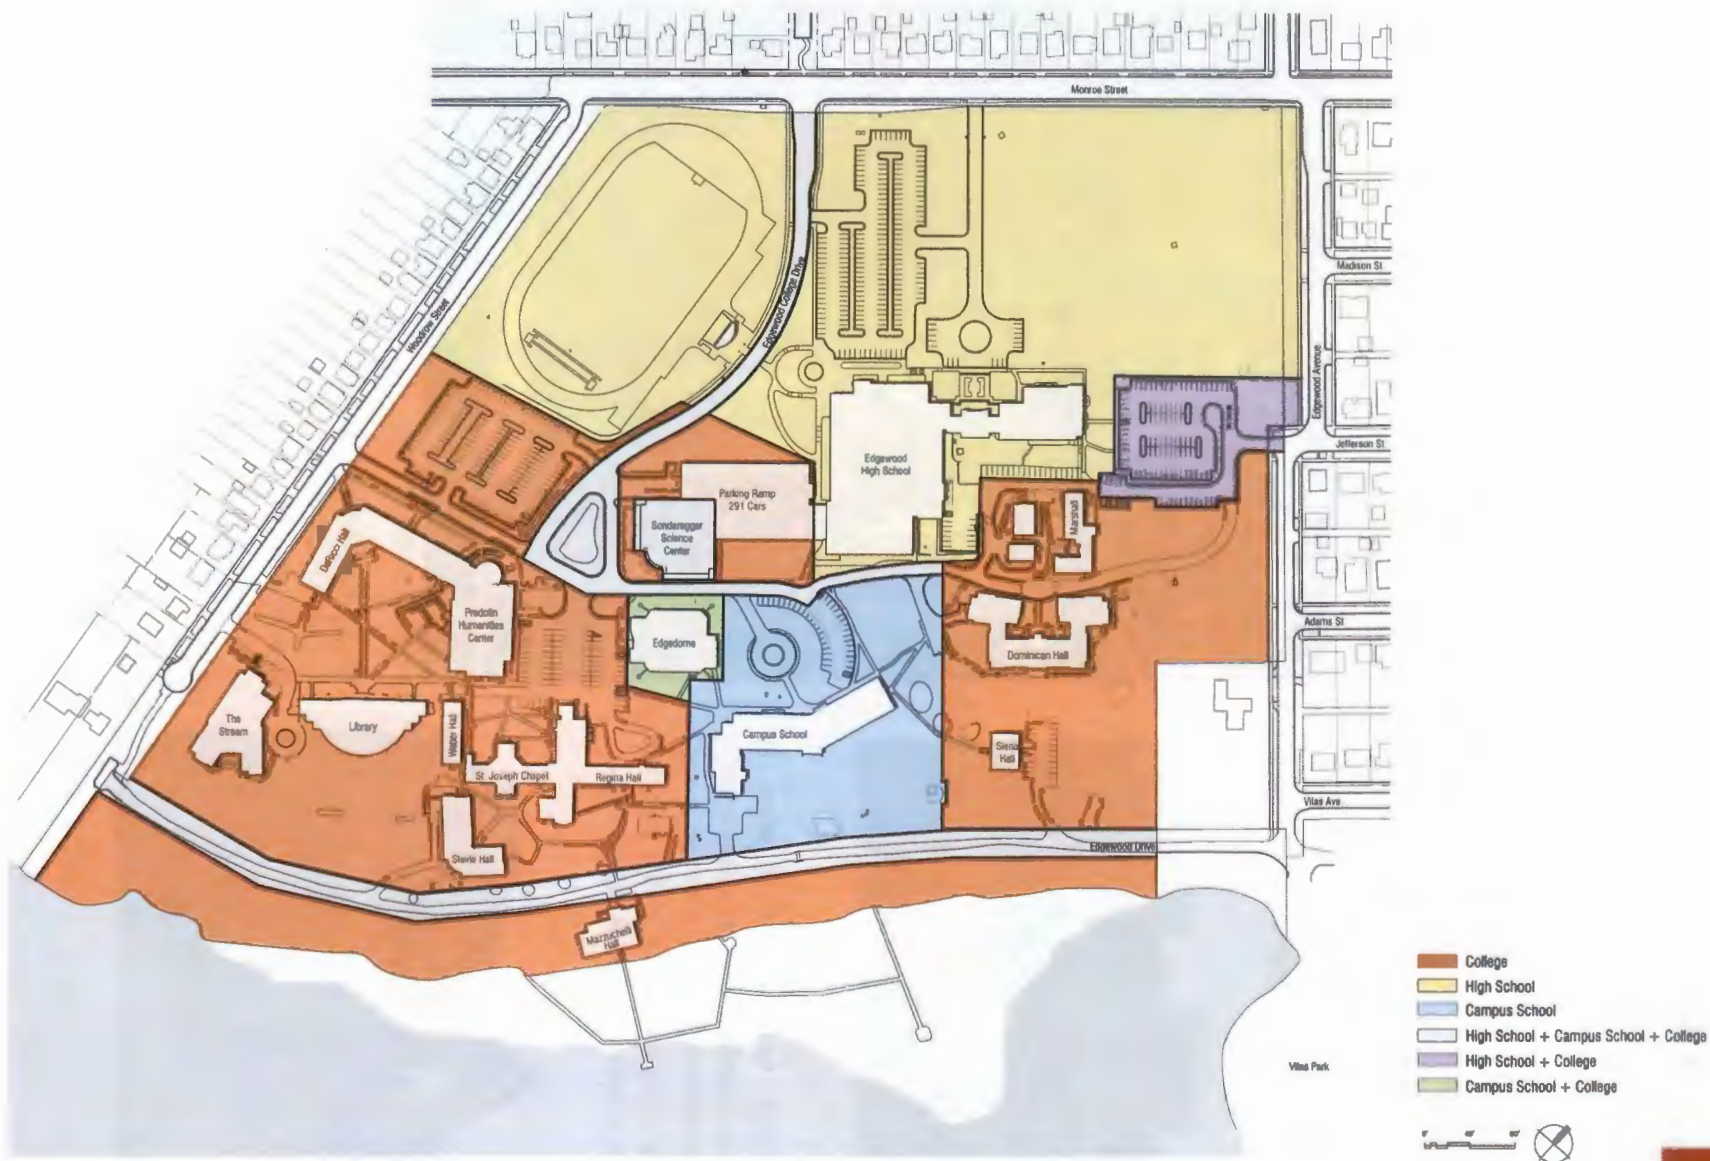 Monroe Street
Madison St
Woodrow Street
Edgewood College Drive
Edgewood Avenue
Jefferson St
Edgewood
High School
Parking Ramp
291 Cars
Sonderegger
Science
Center
Marshall
DeRicci Hall
Predolin
Humanities
Center
Edgedome
Dominican Hall
Adams St
The
Stream
Library
Weber Hall
Campus School
Siena
Hall
St. Joseph Chapel
Regina Hall
Vilas Ave
Stevie Hall
Edgewood Drive
Mazzuchelli
Hall
Vilas Park
College
High School
Campus School
High School + Campus School + College
High School + College
Campus School + College